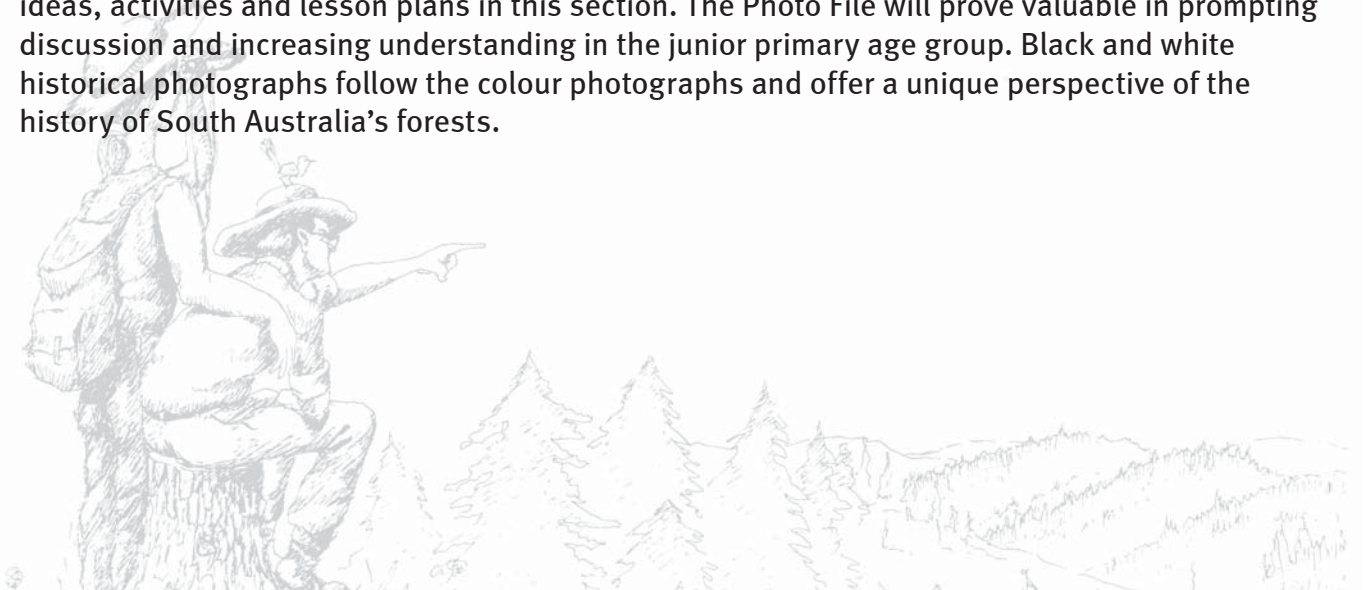 ideas, activities and lesson plans in this section. The Photo File will prove valuable in prompting
discussion and increasing understanding in the junior primary age group. Black and white
historical photographs follow the colour photographs and offer a unique perspective of the
history of South Australia’s forests.